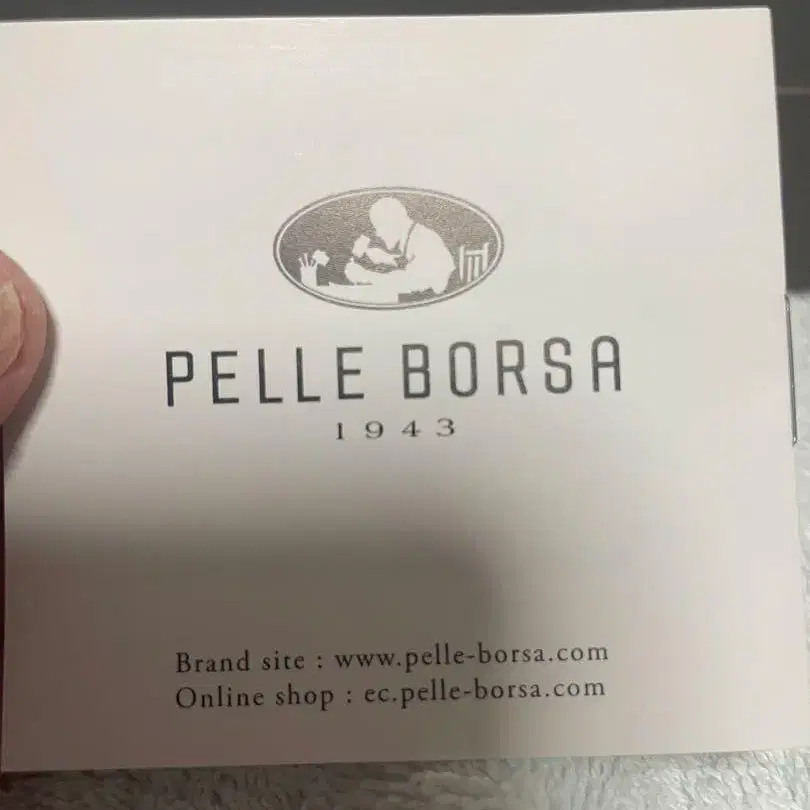 PELLE BORSA
1943
Brand site : www.pelle-borsa.com
Online shop : ec.pelle-borsa.com